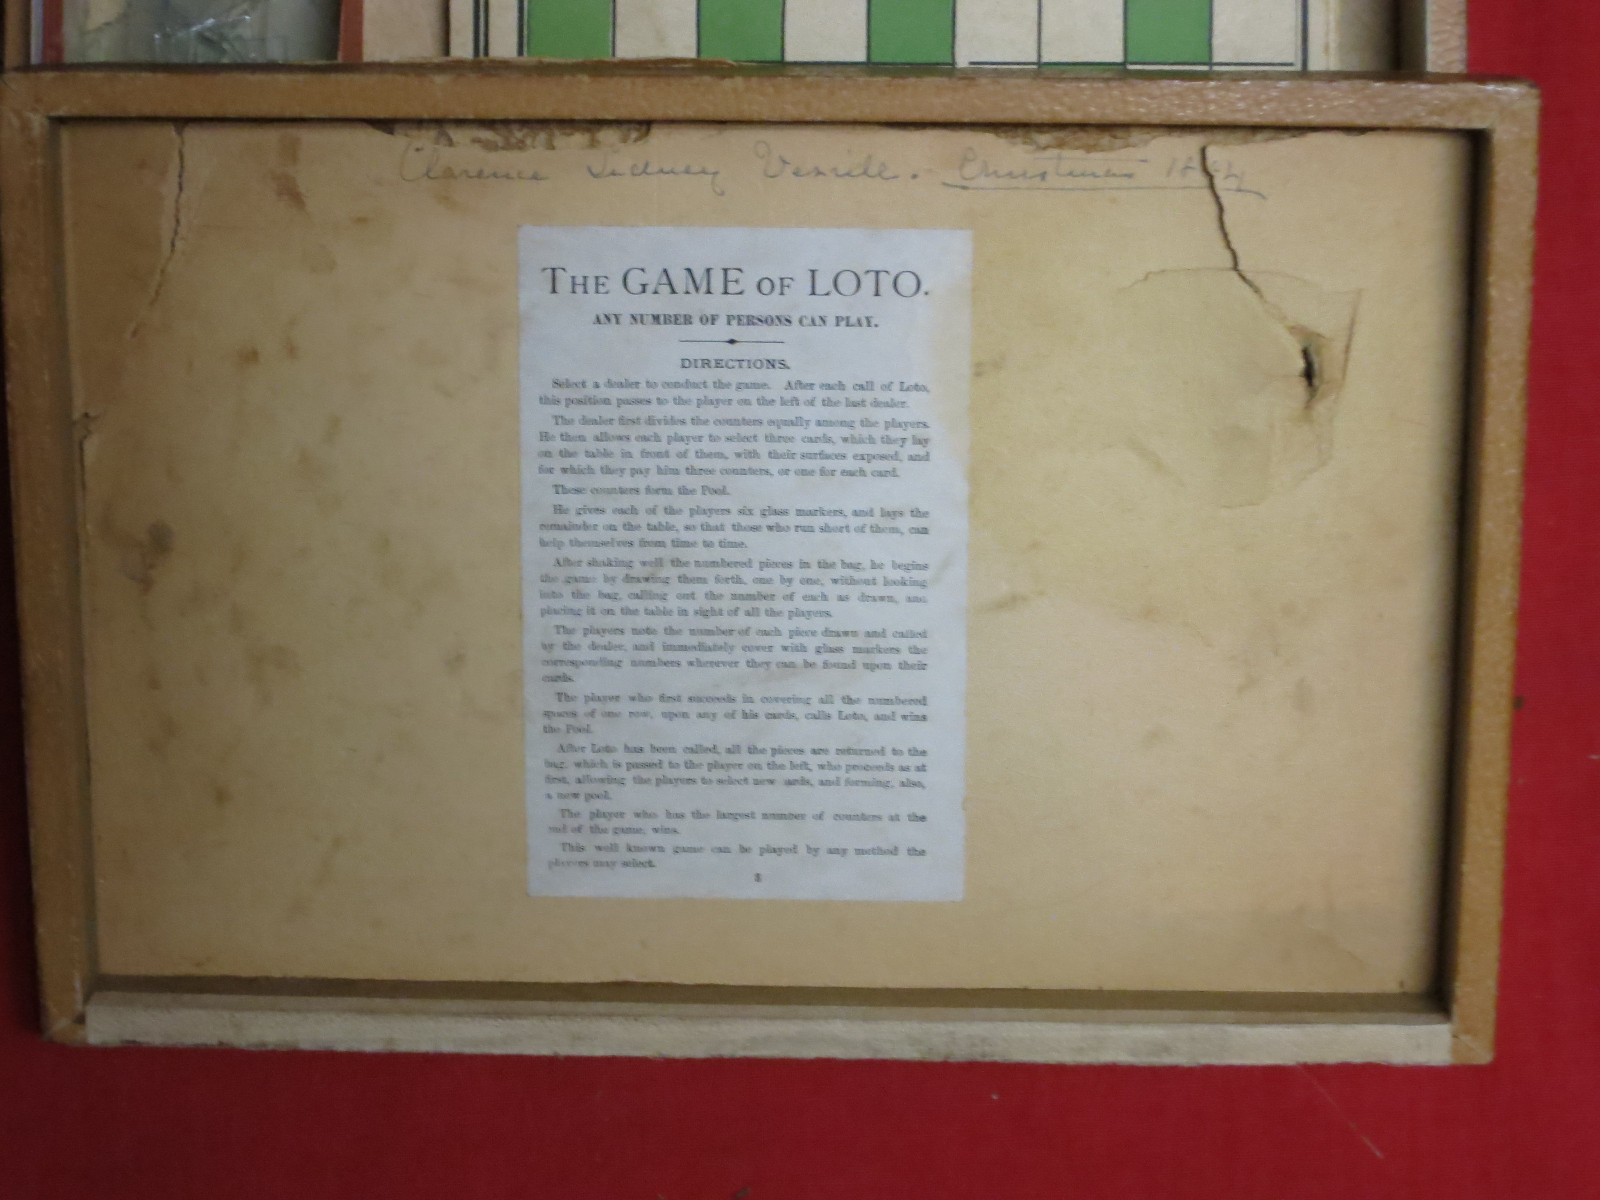 Clarence Sidney Christmas
THE GAME OF LOTO.
ANY NUMBER OF PERSONS CAN PLAY.
DIRECTIONS.
Select a dealer to conduct the game. After each call of Loto,
this position passes to the player on the left of the last dealer.
The dealer first divides the counters equally among the players.
He then allows each player to select three cards, which they lay
on the table in front of them, with their surfaces exposed, and
for which they pay him three counters, or one for each card.
These counters form the Pool.
He gives each of the players six glass markers, and lays the
remainder on the table, so that those who run short of them, can
help themselves from time to time.
After shaking well the numbered pieces in the bag, he begins
the game by drawing them forth, one by one, without looking
into the bag, calling out the number of each as drawn, and
placing it on the table in sight of all the players.
The players note the number of each piece drawn and called
by the dealer, and immediately cover with glass markers the
corresponding numbers wherever they can be found upon their
cards.
The player who first succeeds in covering all the numbered
spaces of one row, upon any of his cards, calls Loto, and wins
the Pool.
After Loto has been called, all the pieces are returned to the
bag, which is passed to the player on the left, who proceeds as at
first, allowing the players to select new cards, and forming, also,
a new pool.
The player who has the largest number of counters at the
end of the game, wins.
This well known game can be played by any method the
players may select.